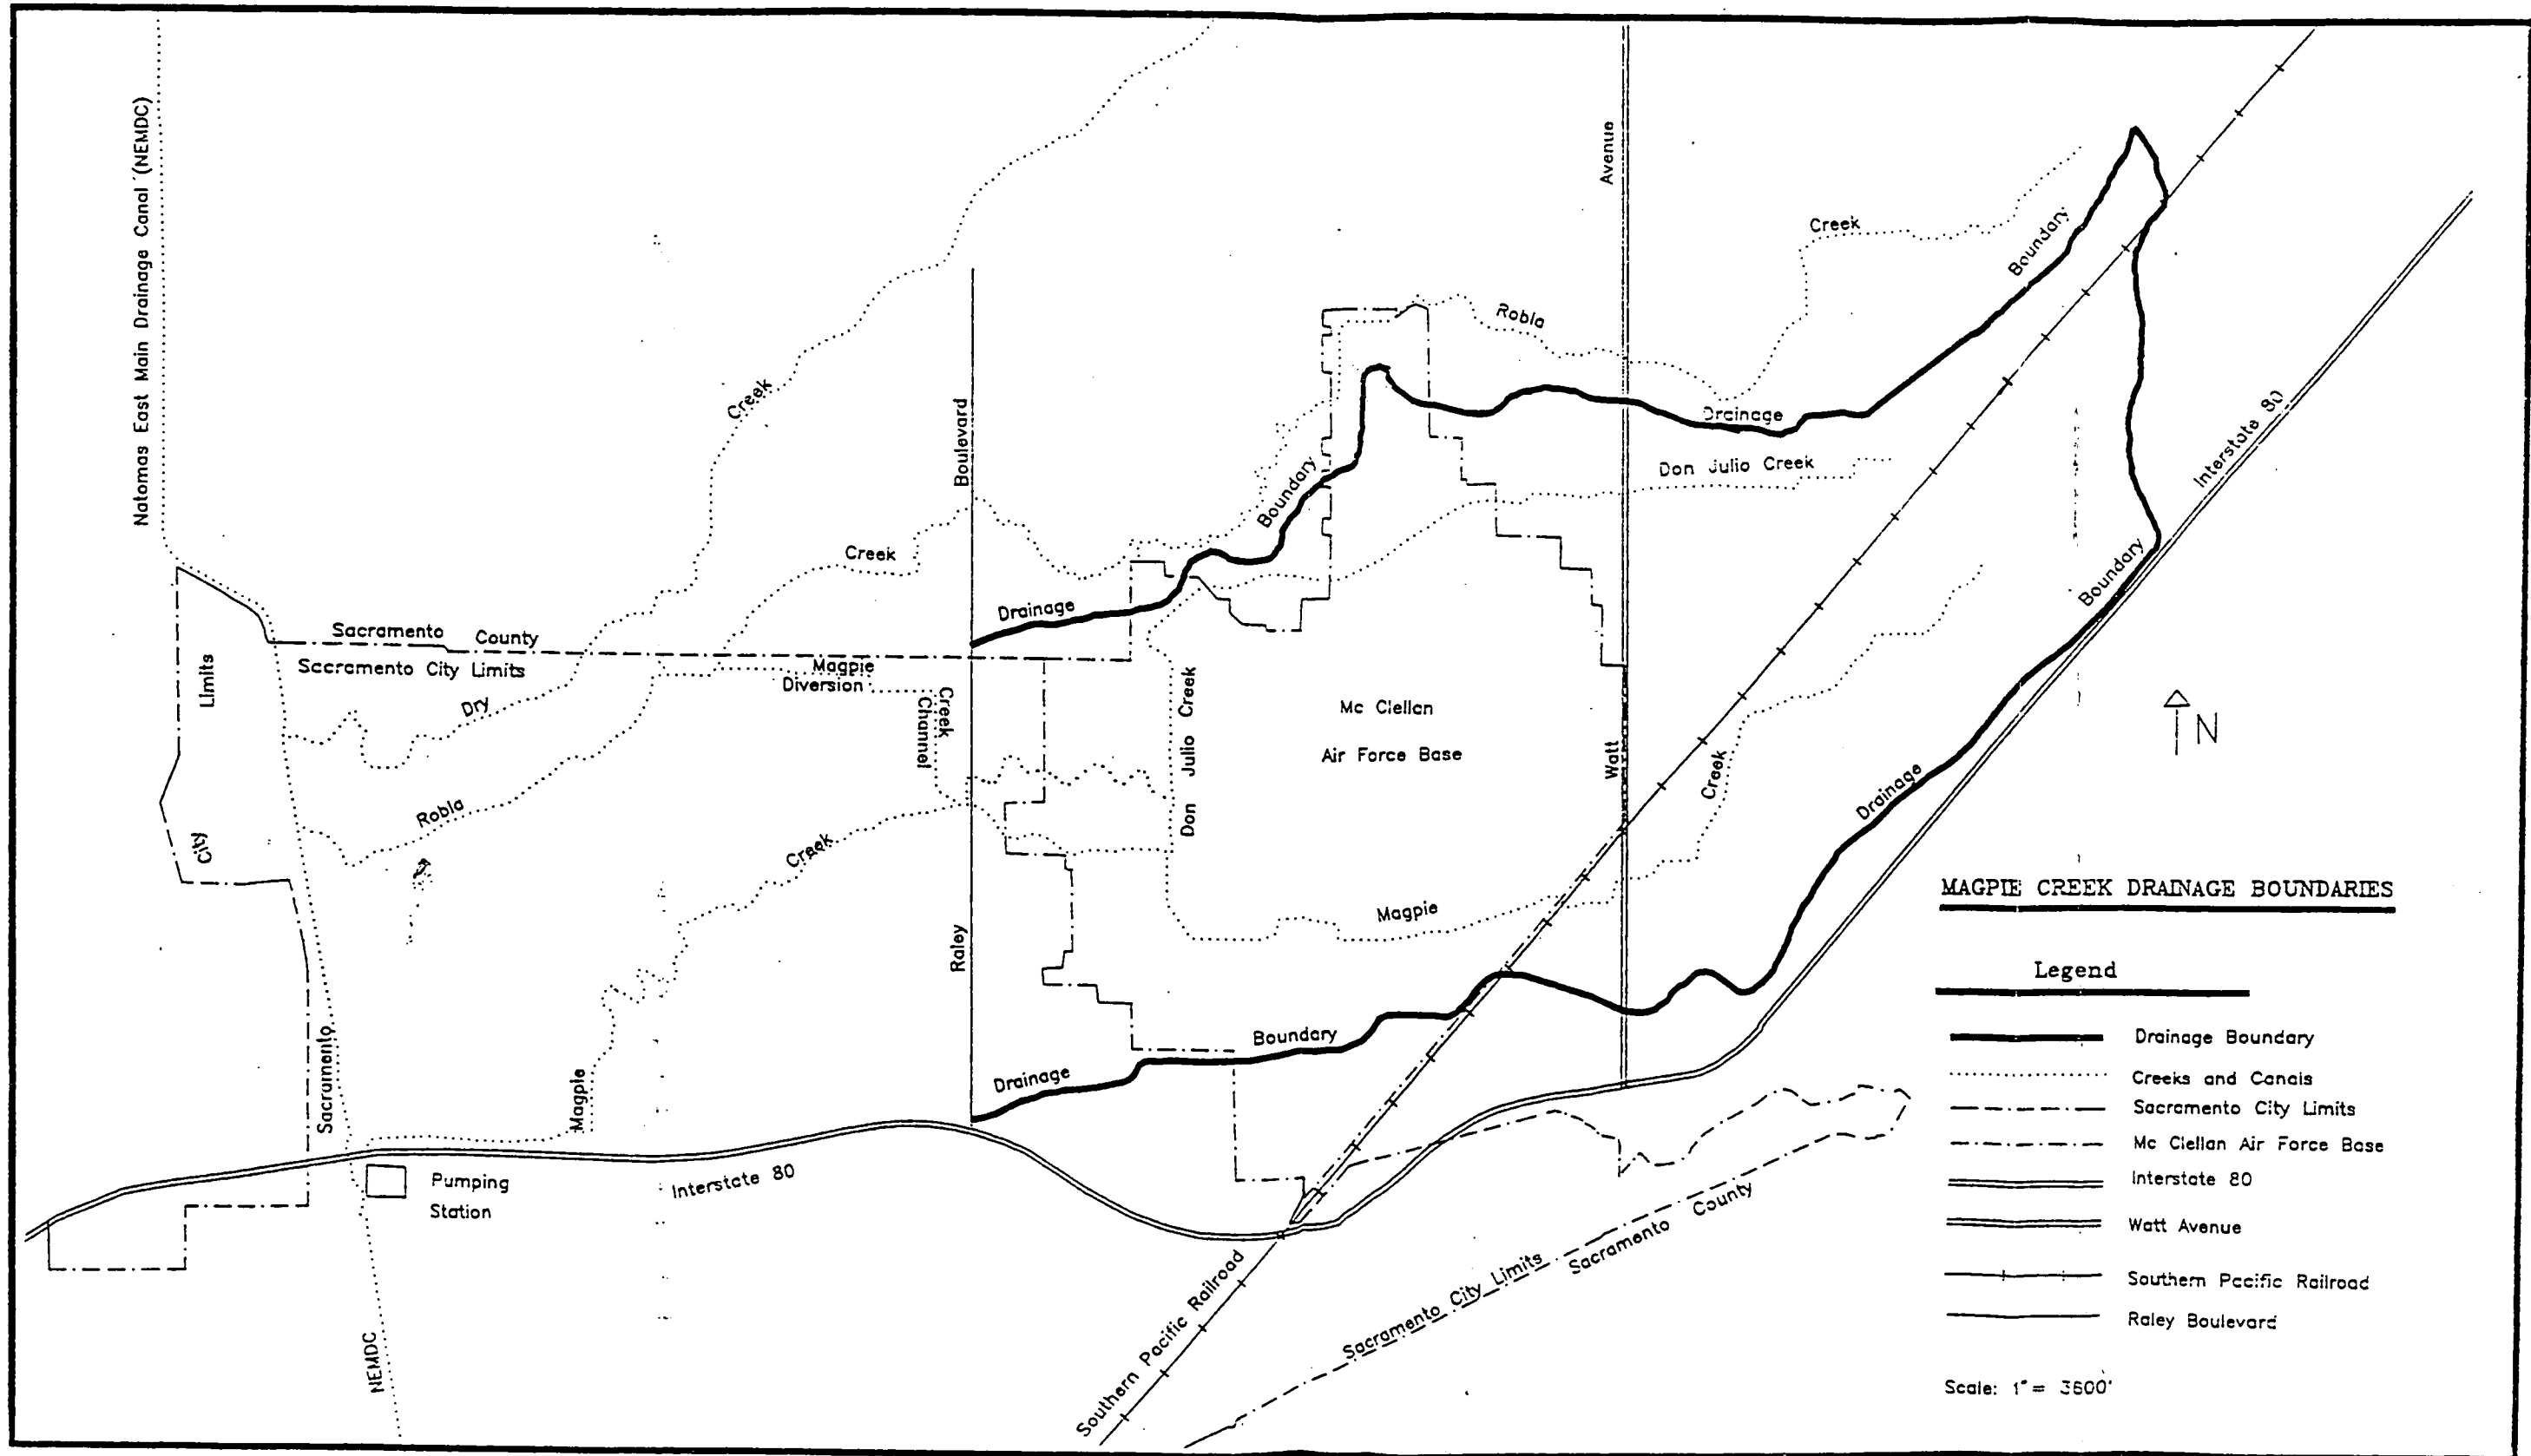 Natomas East Main Drainage Canal (NEMDC)
Avenue
Creek
Boundary
Robla
Creek
Boulevard
Drainage
Interstate 80
Don Julio Creek
Boundary
Creek
Drainage
Boundary
Sacramento County
Sacramento City Limits
Limits
Magpie
Diversion
Creek
Channel
Dry
Don Julio Creek
Mc Clellan
Air Force Base
Watt
Creek
N
Drainage
Robla
City
Creek
Magpie
Raley
MAGPIE CREEK DRAINAGE BOUNDARIES
Legend
Drainage Boundary
Creeks and Canals
Sacramento City Limits
Mc Clellan Air Force Base
Interstate 80
Watt Avenue
Southern Pacific Railroad
Raley Boulevard
Scale: 1"= 3600'
Boundary
Drainage
Sacramento
Magpie
Pumping
Station
Interstate 80
Sacramento County
Sacramento City Limits
Southern Pacific Railroad
NEMDC